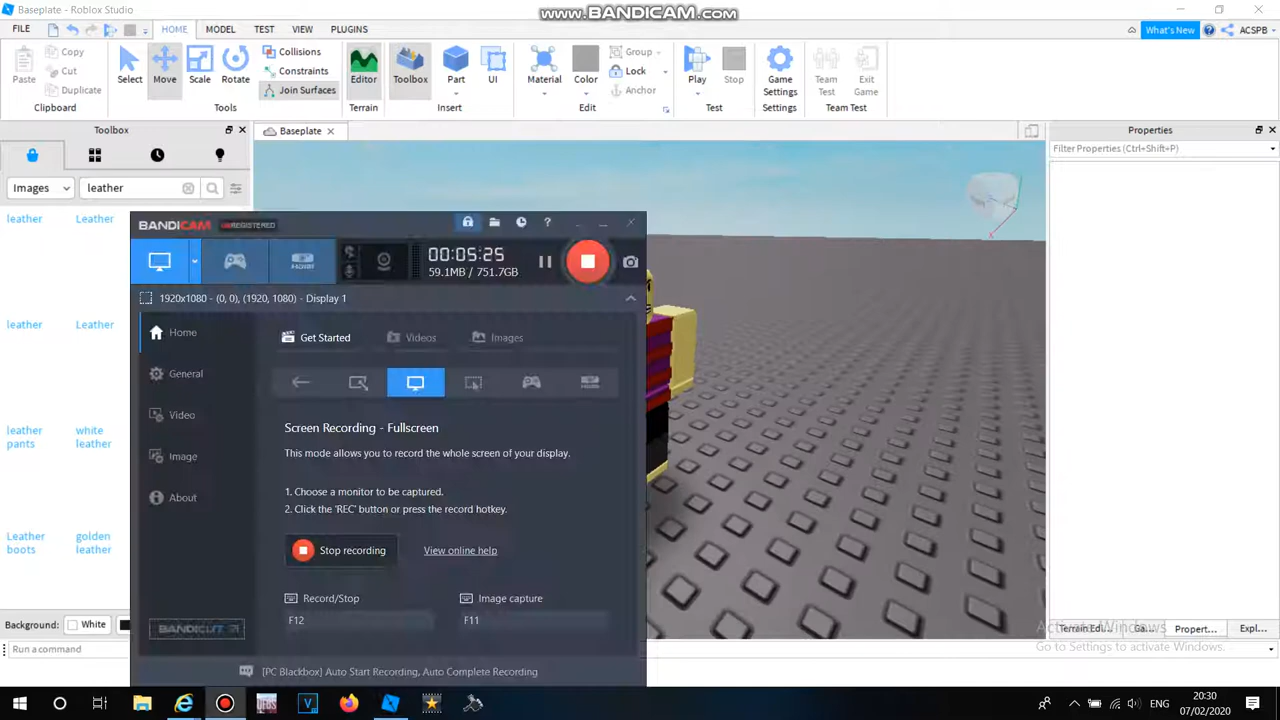 Baseplate - Roblox Studio
www.BANDICAM.com
FILE HOME MODEL TEST VIEW PLUGINS What's New ACSPB
Paste Copy Cut Duplicate Select Move Scale Rotate Collisions Constraints Join Surfaces Editor Toolbox Part UI Material Color Group Lock Anchor Play Stop Game Settings Team Test Exit Game
Clipboard Tools Terrain Insert Edit Test Settings Team Test
Toolbox Baseplate Properties
Filter Properties (Ctrl+Shift+P)
Images leather
leather Leather
leather Leather
leather pants white leather
Leather boots golden leather
BANDICAM
00:05:25
59.1MB / 751.7GB
1920x1080 - (0, 0), (1920, 1080) - Display 1
Home
General
Video
Image
About
Get Started Videos Images
Screen Recording - Fullscreen
This mode allows you to record the whole screen of your display.
1. Choose a monitor to be captured.
2. Click the 'REC' button or press the record hotkey.
Stop recording View online help
Record/Stop Image capture
F12 F11
BANDICUT
[PC Blackbox] Auto Start Recording, Auto Complete Recording
Background: White
Run a command
Propert... Expl...
Activate Windows
Go to Settings to activate Windows.
ENG
20:30
07/02/2020